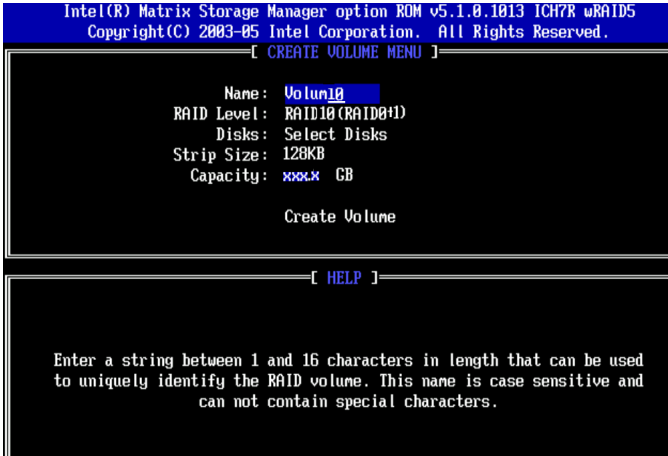 Intel(R) Matrix Storage Manager option ROM v5.1.0.1013 ICH7R wRAID5
Copyright(C) 2003-05 Intel Corporation. All Rights Reserved.
[ CREATE VOLUME MENU ]
Name: Volum10
RAID Level: RAID10(RAID0+1)
Disks: Select Disks
Strip Size: 128KB
Capacity: xxx.x GB
Create Volume
[ HELP ]
Enter a string between 1 and 16 characters in length that can be used
to uniquely identify the RAID volume. This name is case sensitive and
can not contain special characters.